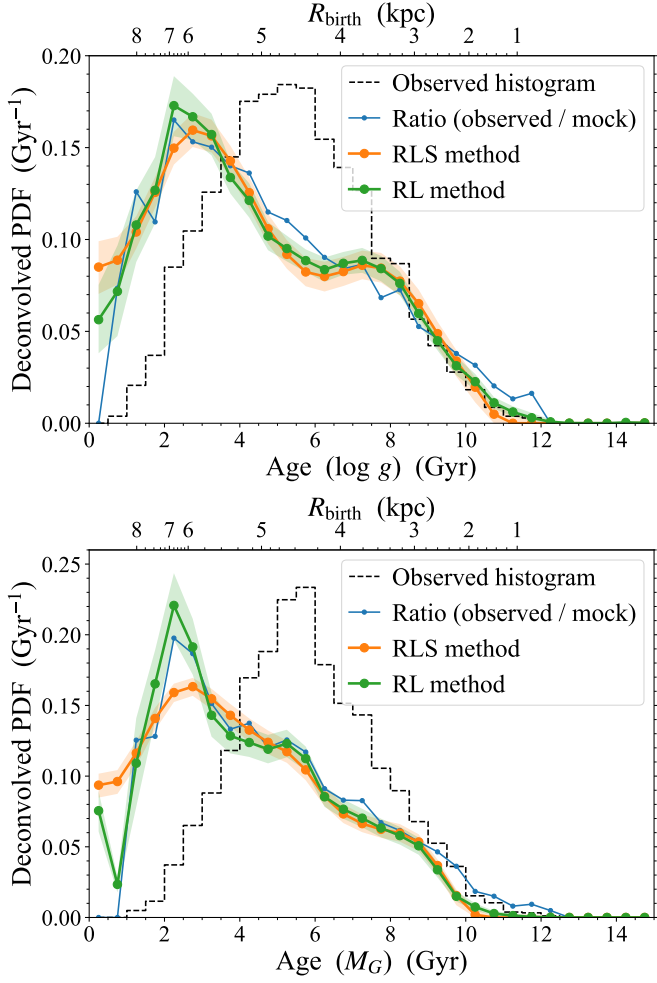 R_birth (kpc)
8 7 6 5 4 3 2 1
0.20
0.15
0.10
0.05
0.00
Deconvolved PDF (Gyr⁻¹)
Observed histogram
Ratio (observed / mock)
RLS method
RL method
0 2 4 6 8 10 12 14
Age (log g) (Gyr)
R_birth (kpc)
8 7 6 5 4 3 2 1
0.25
0.20
0.15
0.10
0.05
0.00
Deconvolved PDF (Gyr⁻¹)
Observed histogram
Ratio (observed / mock)
RLS method
RL method
0 2 4 6 8 10 12 14
Age (M_G) (Gyr)